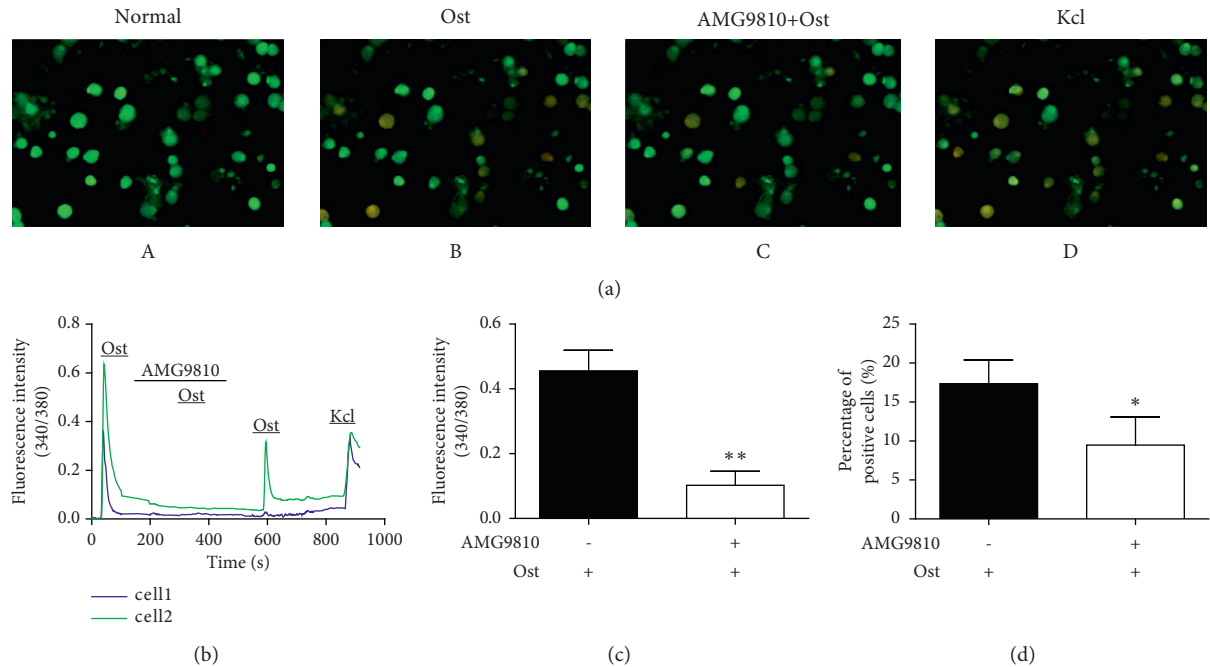 Normal
Ost
AMG9810+Ost
Kcl
A
B
C
D
(a)
Fluorescence intensity
(340/380)
0.8
0.6
0.4
0.2
0.0
Ost
AMG9810
Ost
Ost
Kcl
0
200
400
600
800
1000
Time (s)
cell1
cell2
(b)
Fluorescence intensity
(340/380)
0.6
0.4
0.2
0.0
**
AMG9810 - +
Ost + +
(c)
Percentage of
positive cells (%)
25
20
15
10
5
0
*
AMG9810 - +
Ost + +
(d)